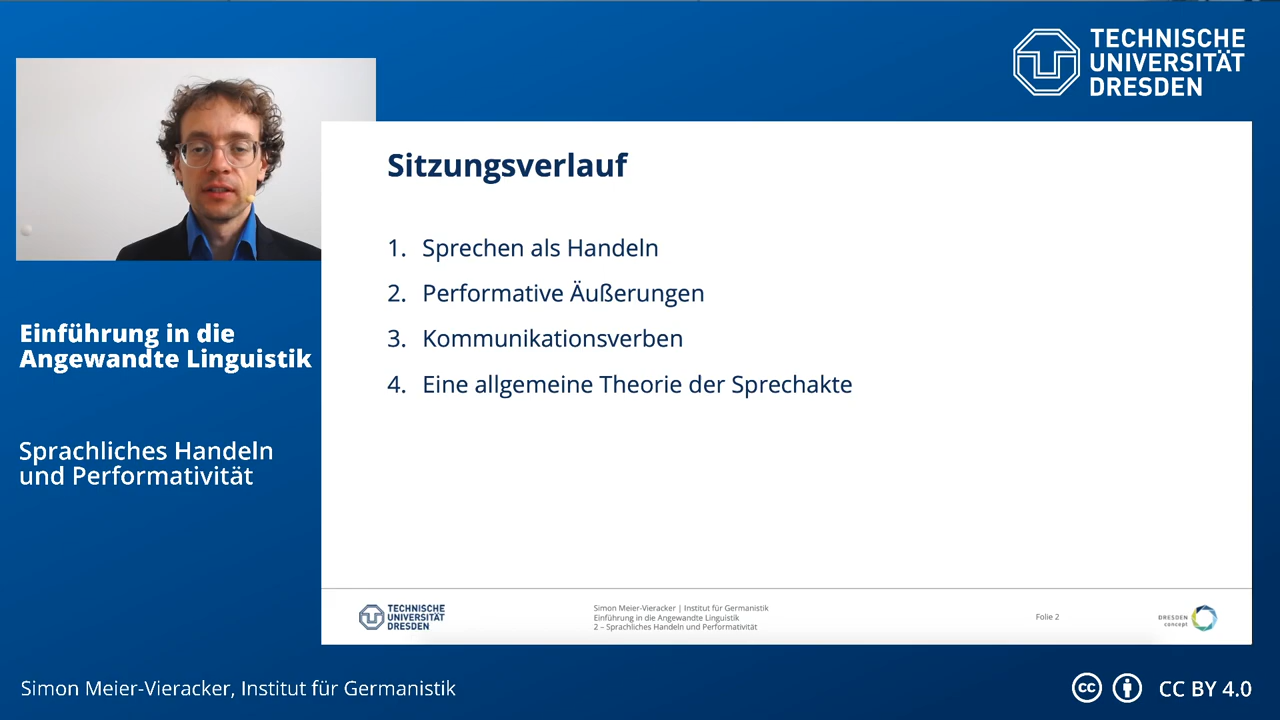 TECHNISCHE
UNIVERSITÄT
DRESDEN
Sitzungsverlauf
1. Sprechen als Handeln
2. Performative Äußerungen
3. Kommunikationsverben
4. Eine allgemeine Theorie der Sprechakte
Einführung in die
Angewandte Linguistik
Sprachliches Handeln
und Performativität
TECHNISCHE
UNIVERSITÄT
DRESDEN
Simon Meier-Vieracker | Institut für Germanistik
Einführung in die Angewandte Linguistik
2 – Sprachliches Handeln und Performativität
Folie 2
DRESDEN
concept
Simon Meier-Vieracker, Institut für Germanistik
cc
CC BY 4.0